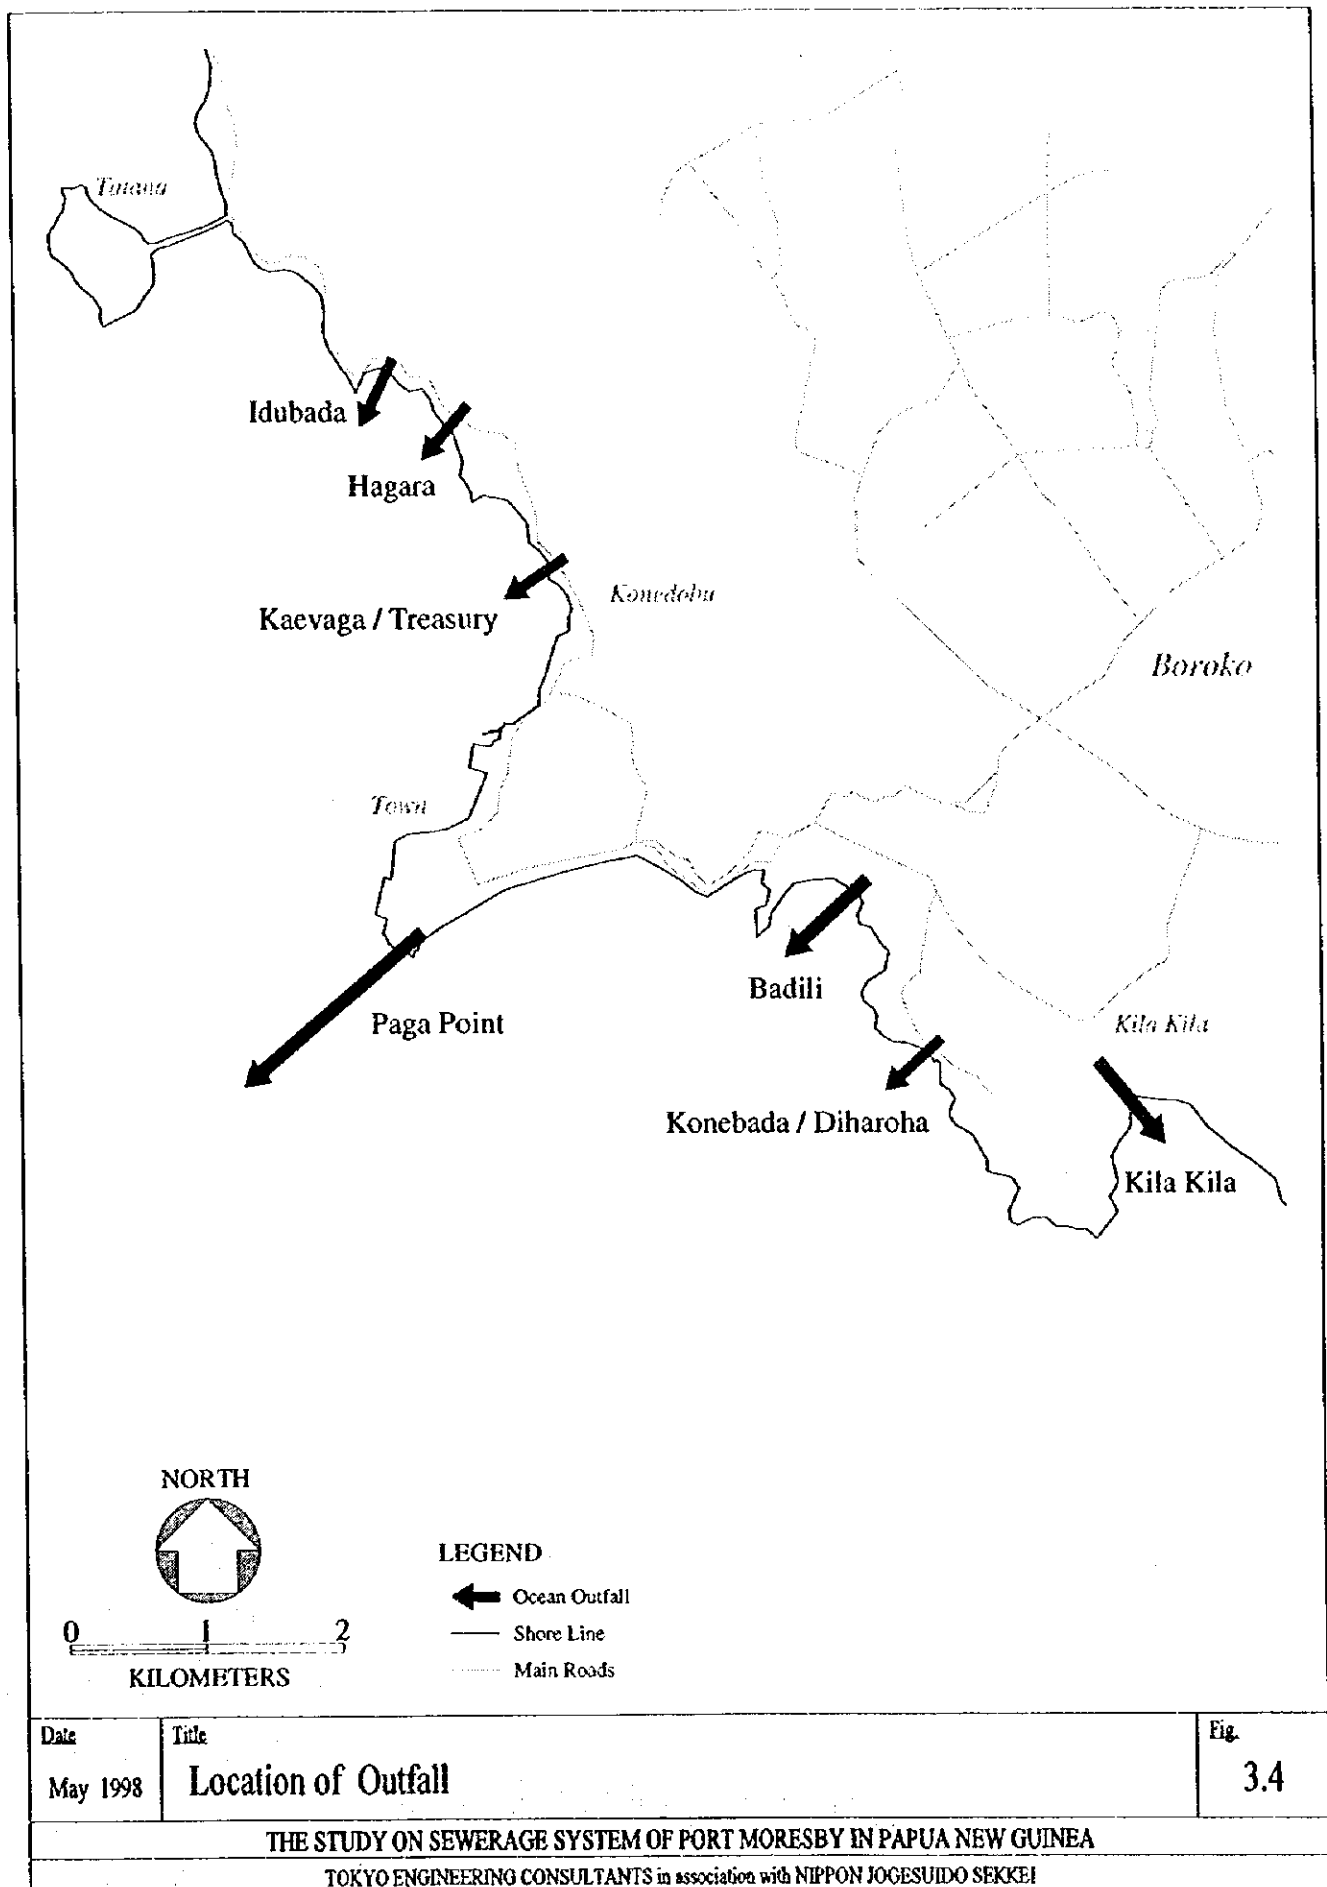 Tatana
Idubada
Hagara
Konedobu
Kaevaga / Treasury
Boroko
Town
Badili
Paga Point
Kila Kila
Konebada / Diharoha
Kila Kila
NORTH
LEGEND
Ocean Outfall
0 1 2
Shore Line
KILOMETERS
Main Roads
Date
Title
Fig.
May 1998
Location of Outfall
3.4
THE STUDY ON SEWERAGE SYSTEM OF PORT MORESBY IN PAPUA NEW GUINEA
TOKYO ENGINEERING CONSULTANTS in association with NIPPON JOGESUIDO SEKKEI